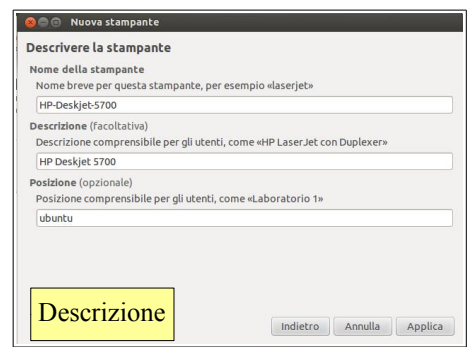 Nuova stampante
Descrivere la stampante
Nome della stampante
Nome breve per questa stampante, per esempio «laserjet»
HP-Deskjet-5700
Descrizione (facoltativa)
Descrizione comprensibile per gli utenti, come «HP LaserJet con Duplexer»
HP Deskjet 5700
Posizione (opzionale)
Posizione comprensibile per gli utenti, come «Laboratorio 1»
ubuntu
Descrizione
Indietro Annulla Applica